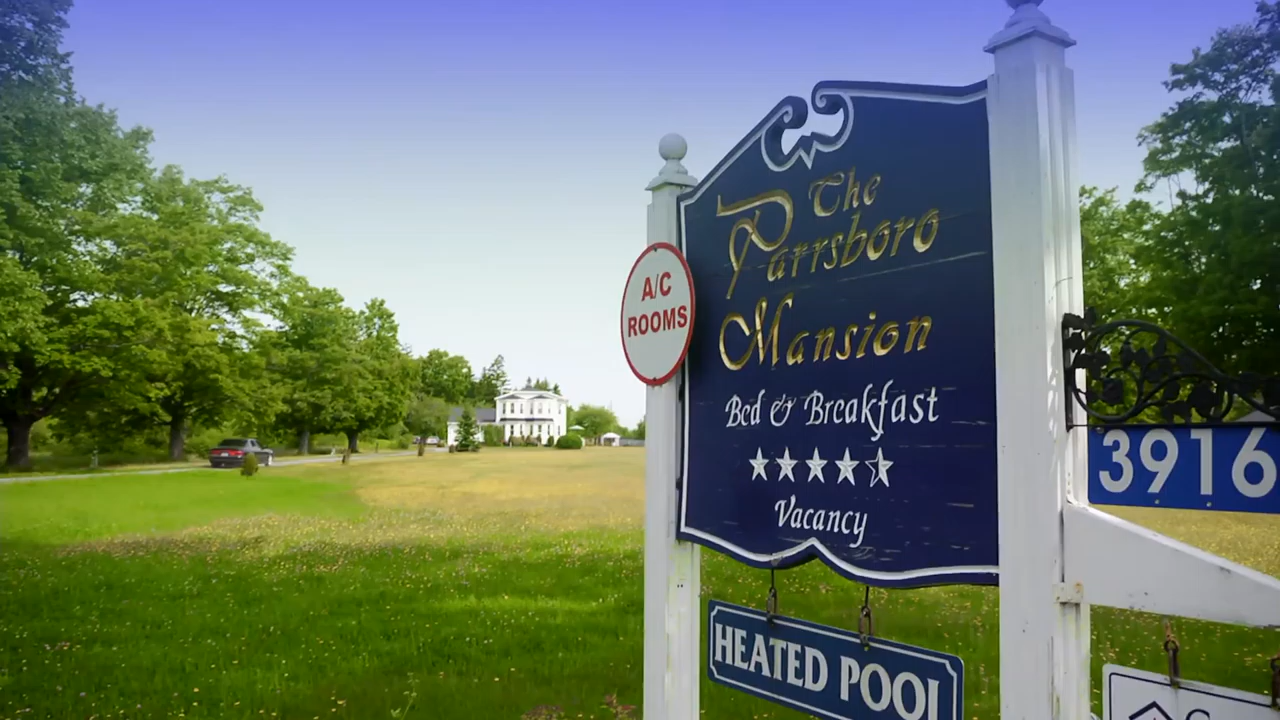 The
Parrsboro
Mansion
Bed & Breakfast
Vacancy
A/C
ROOMS
3916
HEATED POOL